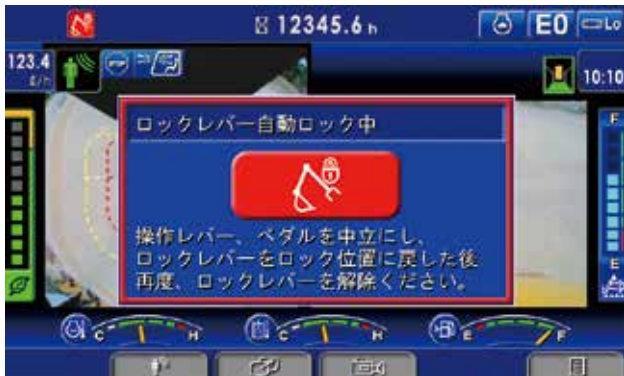 12345.6 h
E0
Lo
123.4
10:10
ロックレバー自動ロック中
操作レバー、ペダルを中立にし、
ロックレバーをロック位置に戻した後
再度、ロックレバーを解除ください。
F
E
C H
C H
E F